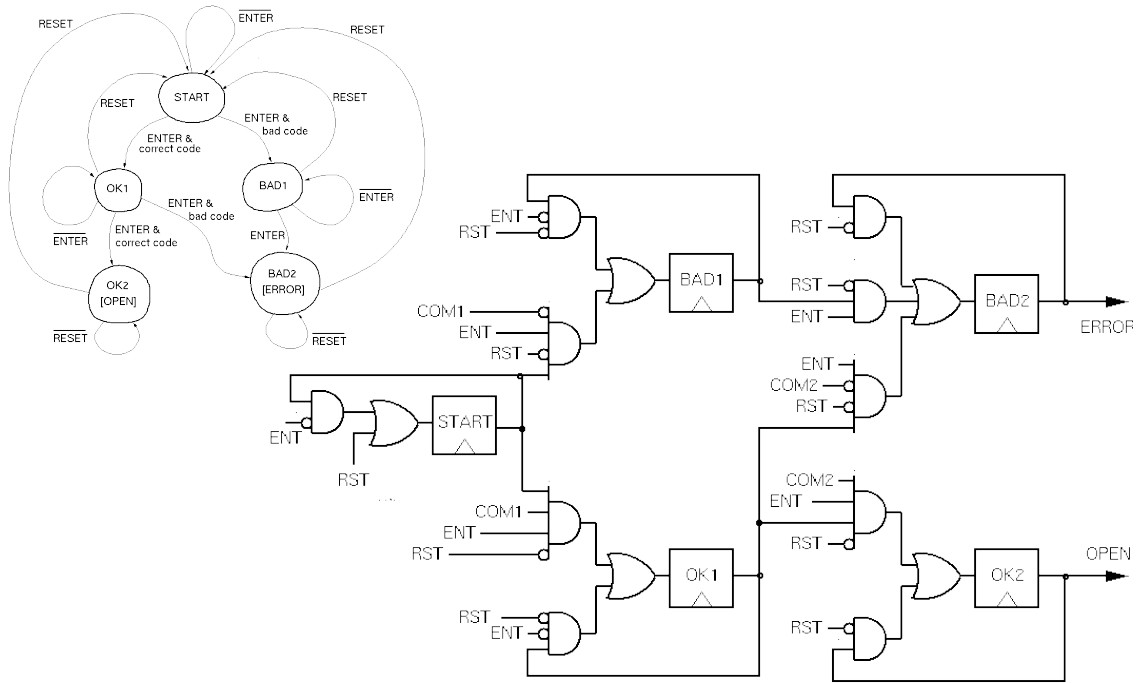 RESET
ENTER
RESET
START
RESET
RESET
ENTER &
bad code
ENTER &
correct code
OK1
BAD1
ENTER
ENTER &
bad code
ENTER
ENTER &
correct code
ENTER
OK2
[OPEN]
BAD2
[ERROR]
RESET
RESET
ENT
RST
BAD1
COM1
ENT
RST
RST
RST
ENT
BAD2
ERROR
ENT
COM2
RST
ENT
RST
START
COM1
ENT
RST
OK1
RST
ENT
COM2
ENT
RST
OK2
OPEN
RST